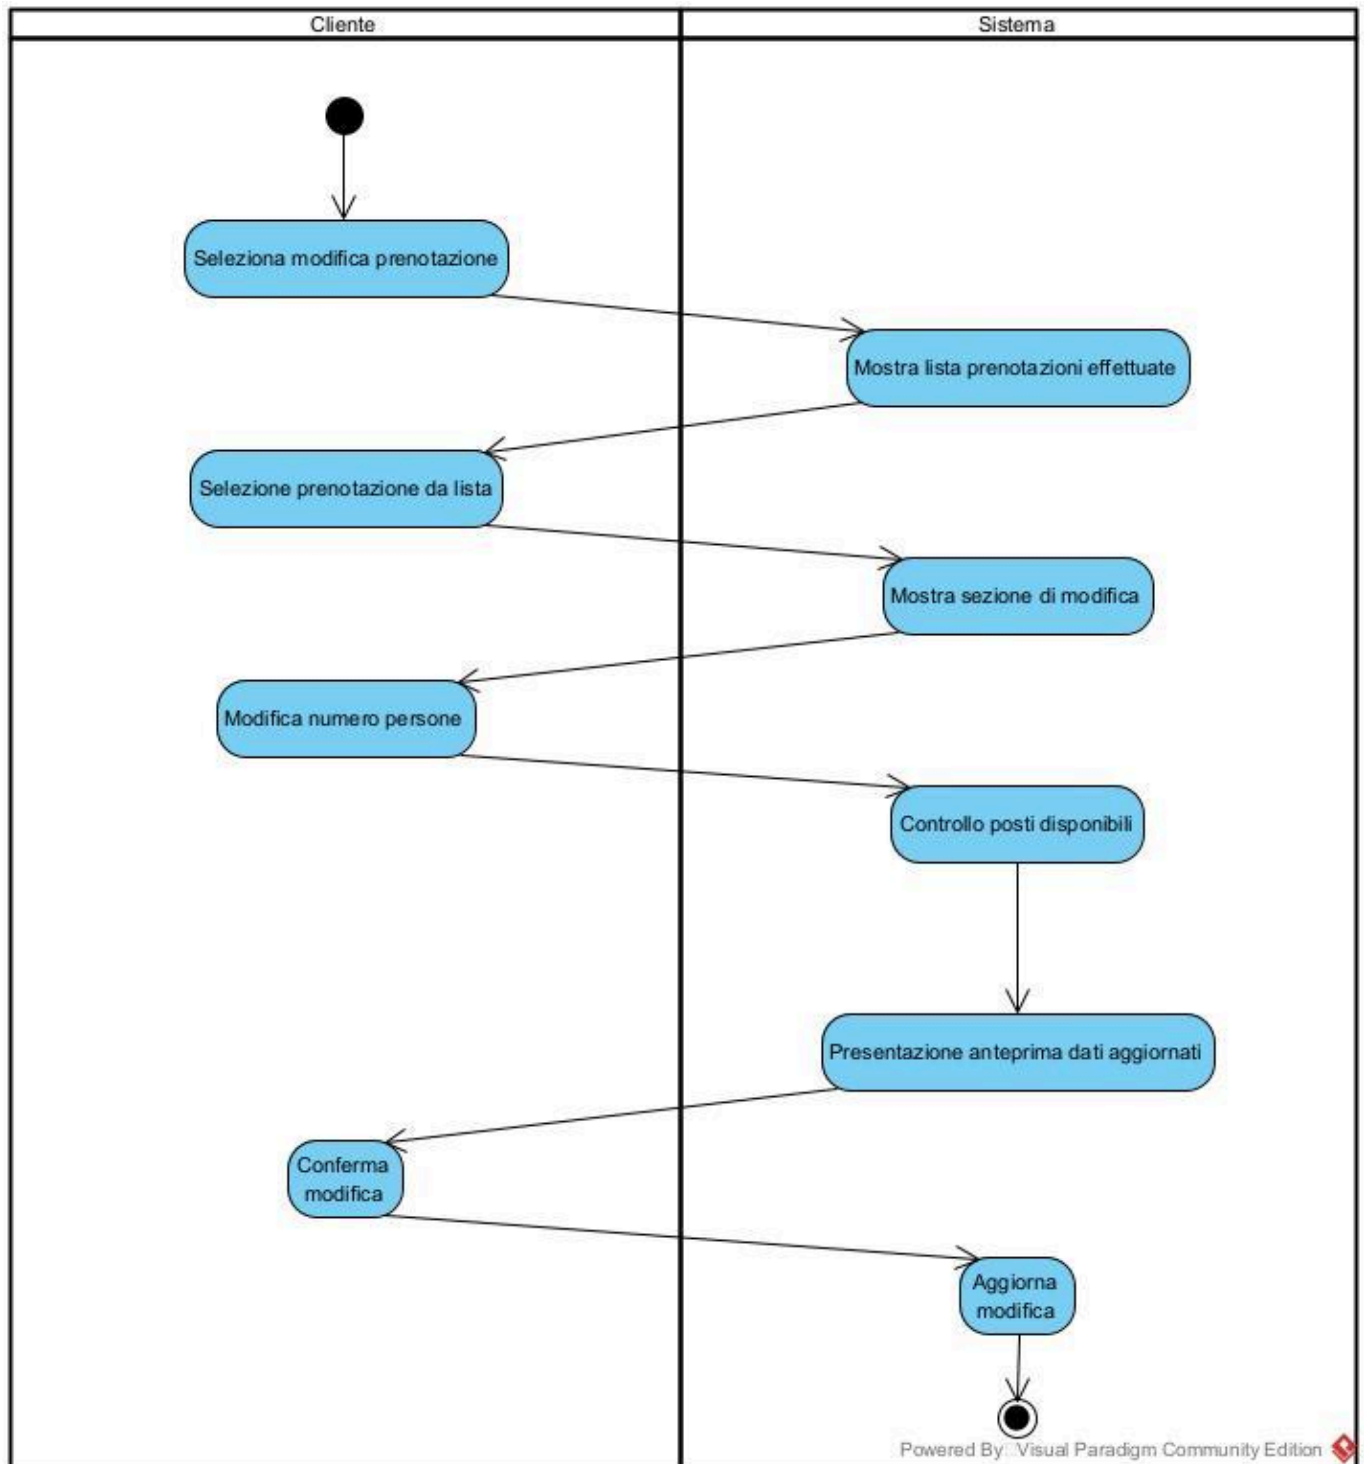 Cliente
Sistema
Seleziona modifica prenotazione
Mostra lista prenotazioni effettuate
Selezione prenotazione da lista
Mostra sezione di modifica
Modifica numero persone
Controllo posti disponibili
Presentazione anteprima dati aggiornati
Conferma
modifica
Aggiorna
modifica
Powered By Visual Paradigm Community Edition